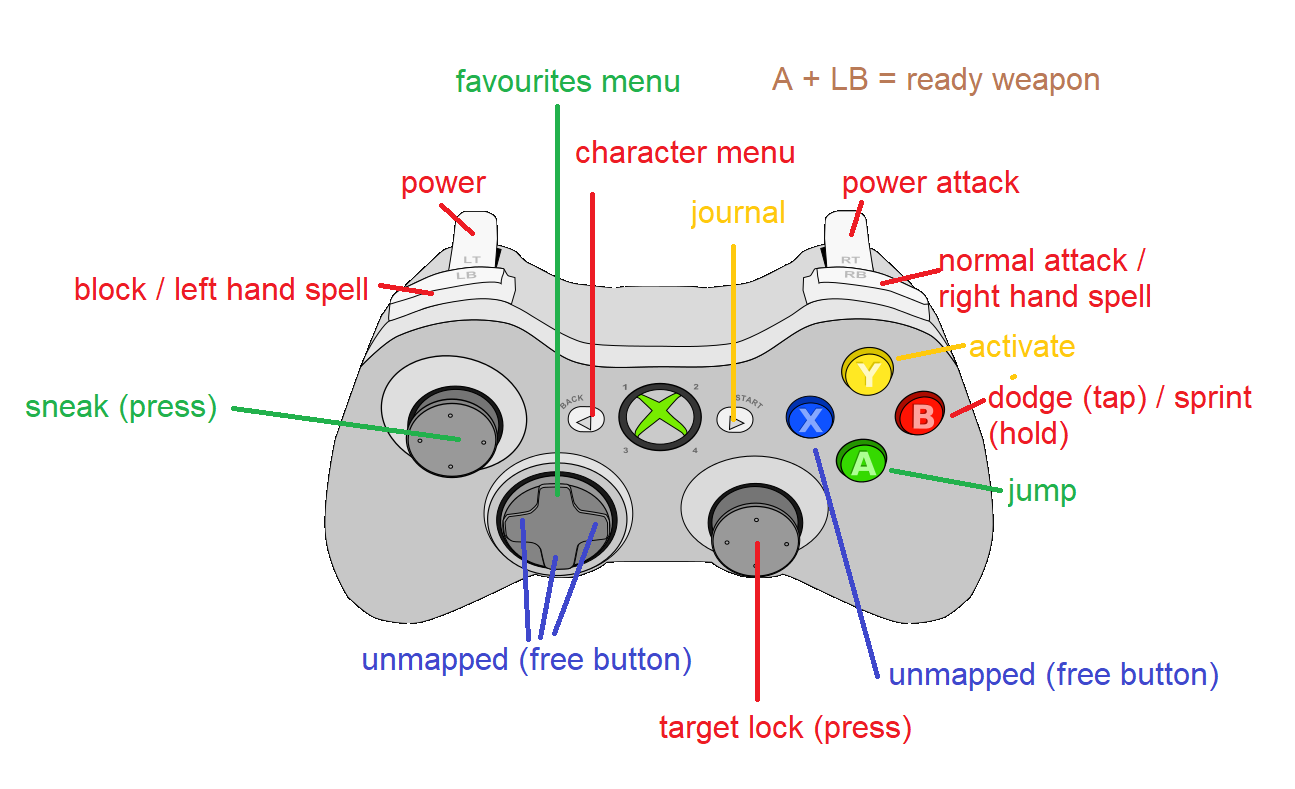 favourites menu
A + LB = ready weapon
character menu
power
power attack
journal
LT
RT
LB
RB
normal attack /
right hand spell
block / left hand spell
activate
Y
1
2
BACK
START
dodge (tap) / sprint
(hold)
sneak (press)
X
B
3
4
A
jump
unmapped (free button)
unmapped (free button)
target lock (press)